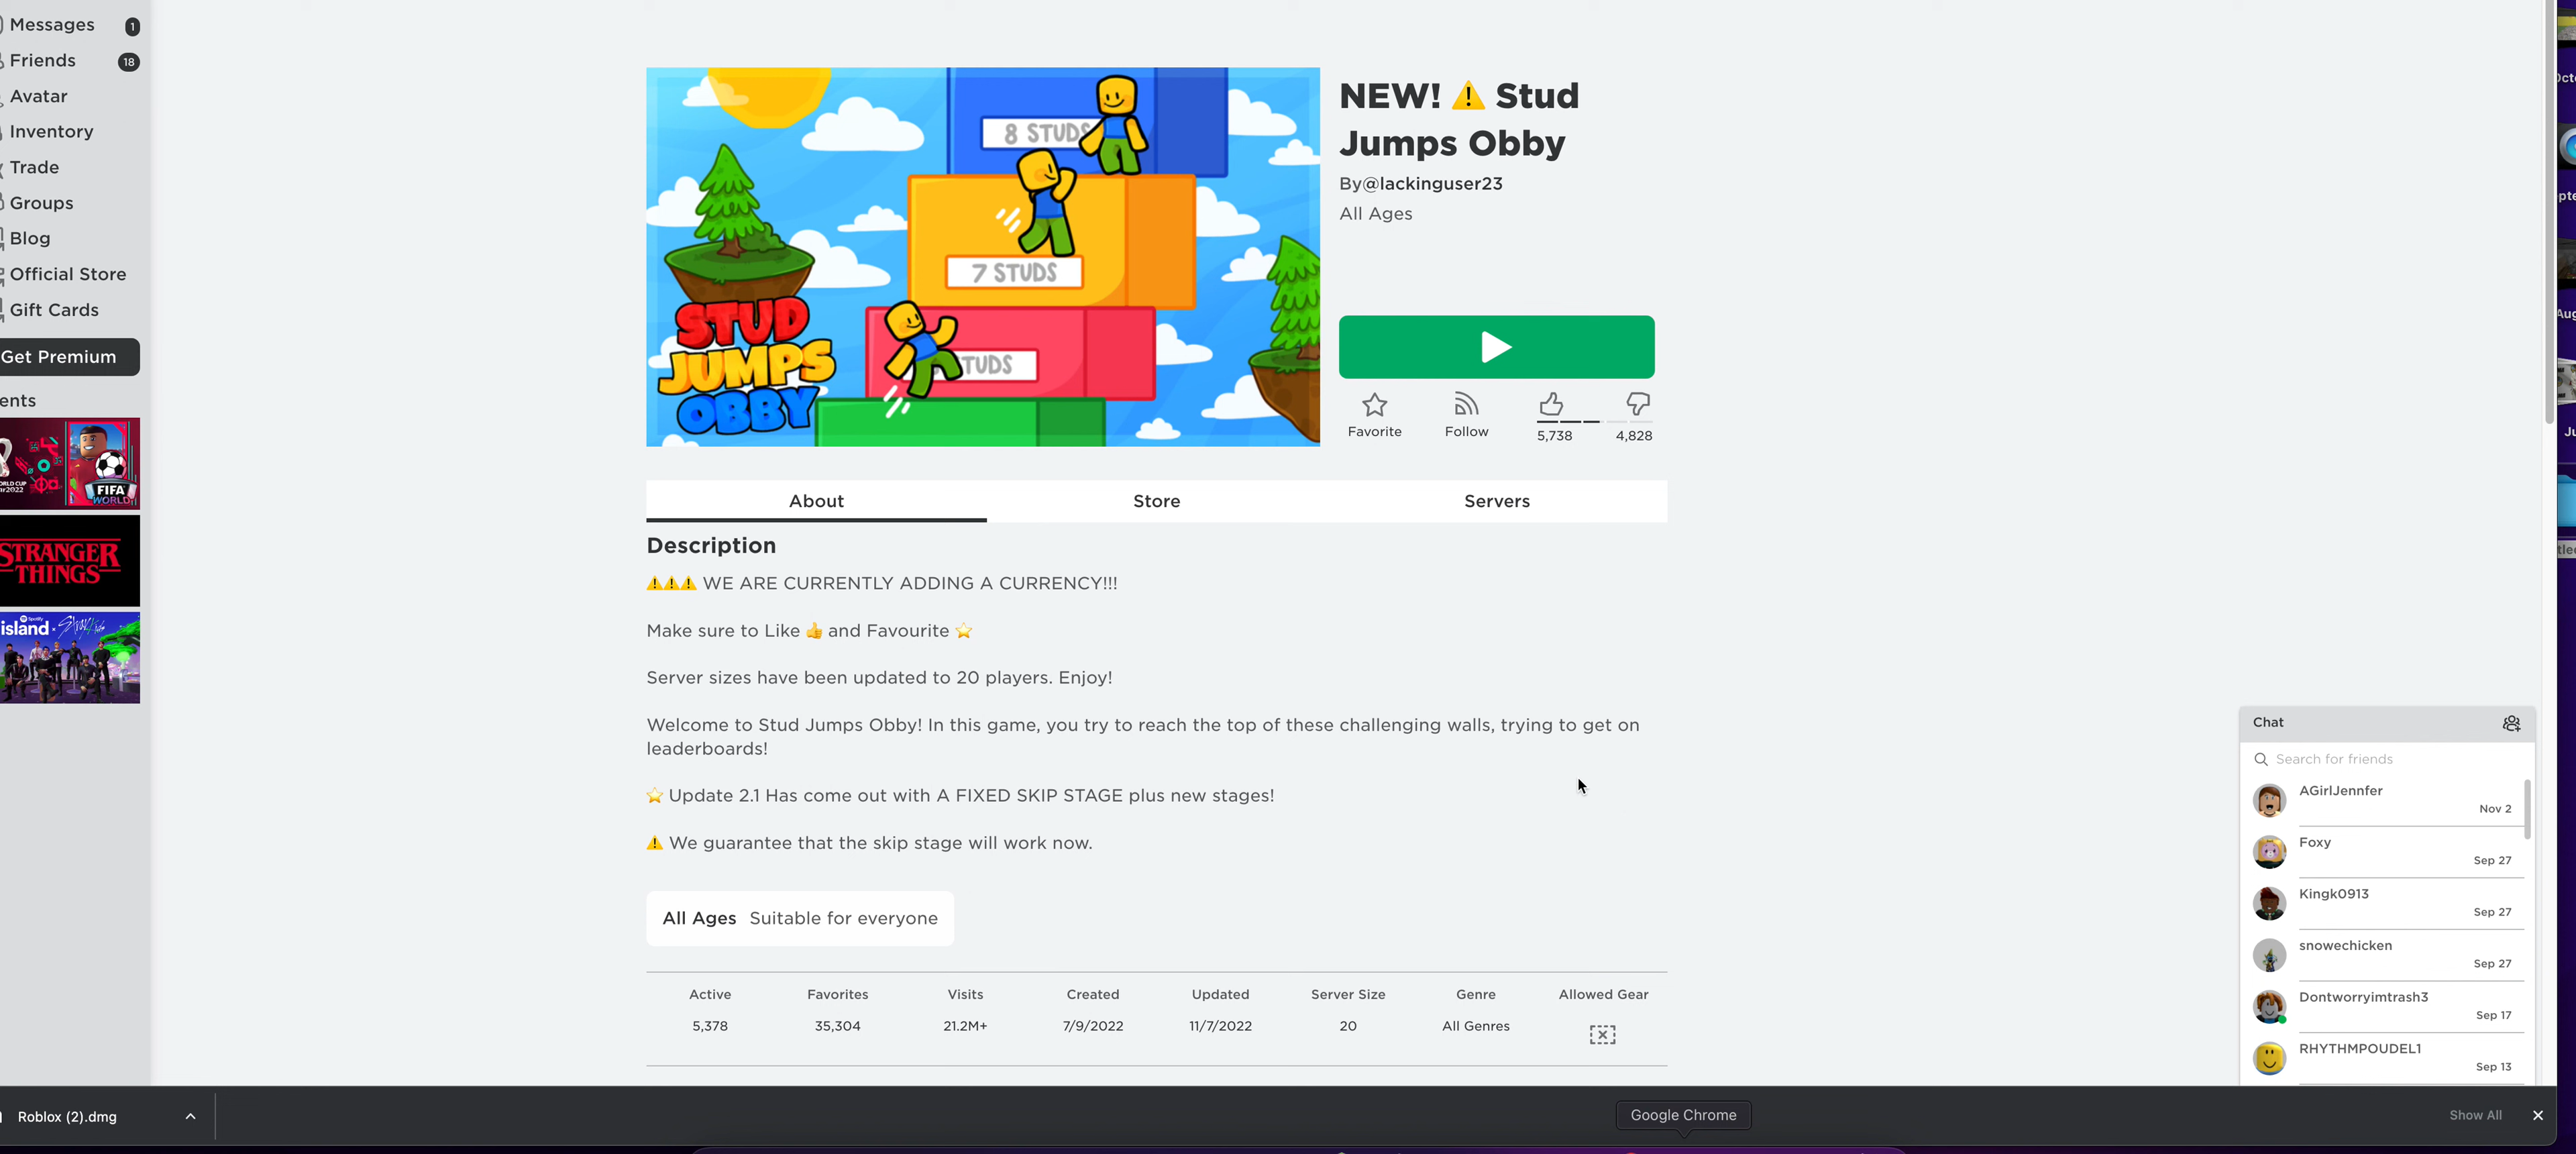 Messages 1
Friends 18
Avatar
Inventory
Trade
Groups
Blog
Official Store
Gift Cards
Get Premium
ents
ORLD CUP
r2022
FIFA
WORLD
STRANGER
THINGS
Spotify
island
Stray Kids
8 STUDS
7 STUDS
TUDS
STUD
JUMPS
OBBY
NEW! ⚠️ Stud
Jumps Obby
By@lackinguser23
All Ages
Favorite
Follow
5,738
4,828
About
Store
Servers
Description
⚠️⚠️⚠️ WE ARE CURRENTLY ADDING A CURRENCY!!!
Make sure to Like 👍 and Favourite ⭐
Server sizes have been updated to 20 players. Enjoy!
Welcome to Stud Jumps Obby! In this game, you try to reach the top of these challenging walls, trying to get on
leaderboards!
⭐ Update 2.1 Has come out with A FIXED SKIP STAGE plus new stages!
⚠️ We guarantee that the skip stage will work now.
All Ages Suitable for everyone
Active Favorites Visits Created Updated Server Size Genre Allowed Gear
5,378 35,304 21.2M+ 7/9/2022 11/7/2022 20 All Genres
Chat
Search for friends
AGirlJennfer
Nov 2
Foxy
Sep 27
Kingk0913
Sep 27
snowechicken
Sep 27
Dontworryimtrash3
Sep 17
RHYTHMPOUDEL1
Sep 13
Roblox (2).dmg
Google Chrome
Show All